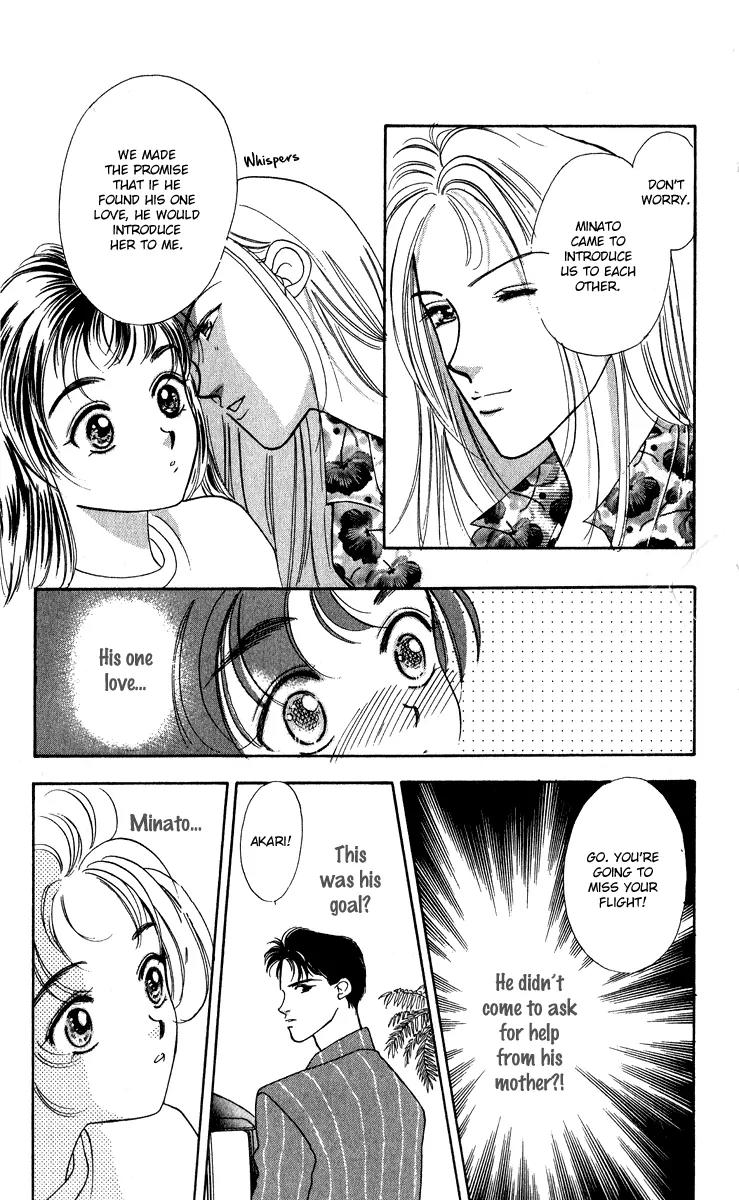 DON'T
WORRY.
MINATO
CAME TO
INTRODUCE
US TO EACH
OTHER.
Whispers
WE MADE
THE PROMISE
THAT IF HE
FOUND HIS ONE
LOVE, HE WOULD
INTRODUCE
HER TO ME.
His one
love...
GO. YOU'RE
GOING TO
MISS YOUR
FLIGHT!
He didn't
come to ask
for help
from his
mother?!
This
was his
goal?
AKARI!
Minato...